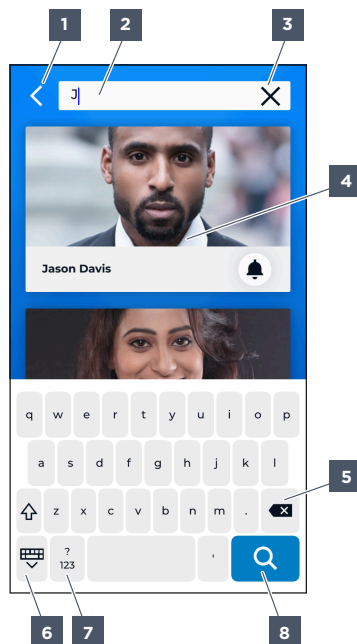 1 2 3
J
4
Jason Davis
q w e r t y u i o p
a s d f g h j k l
5
z x c v b n m .
?
123 '
6 7 8